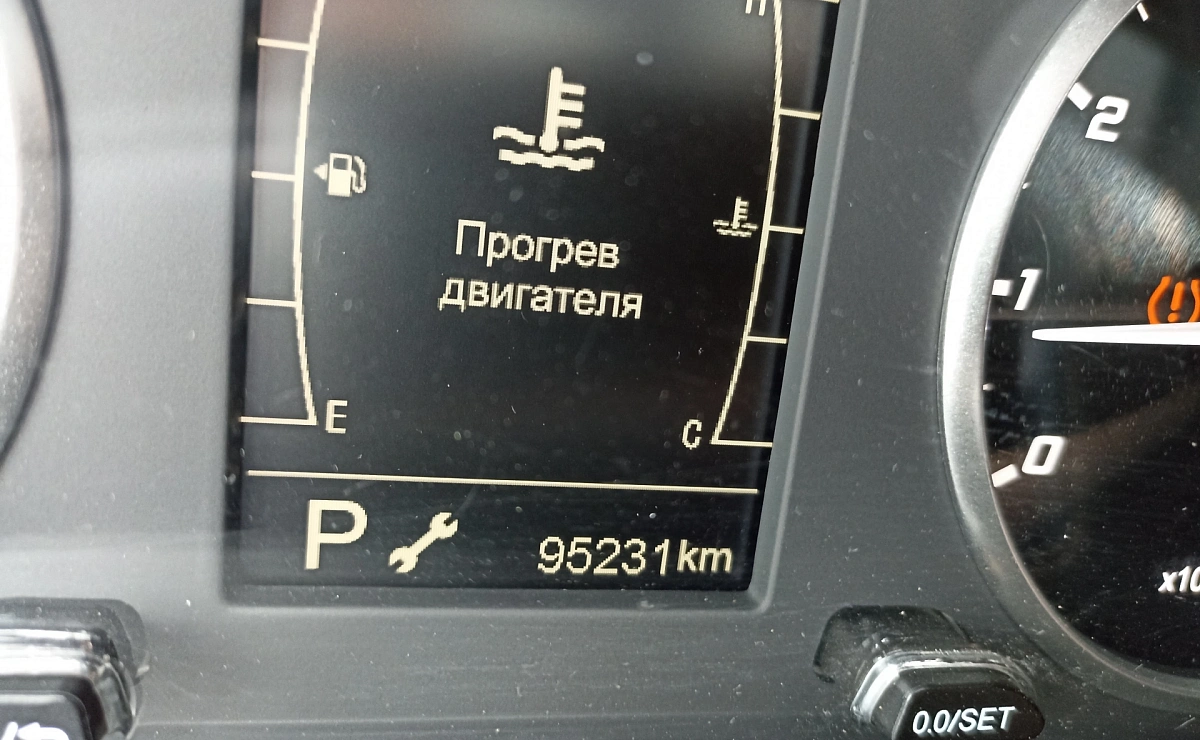 2
Прогрев
двигателя
1
E
C
0
P
95231km
0.0/SET